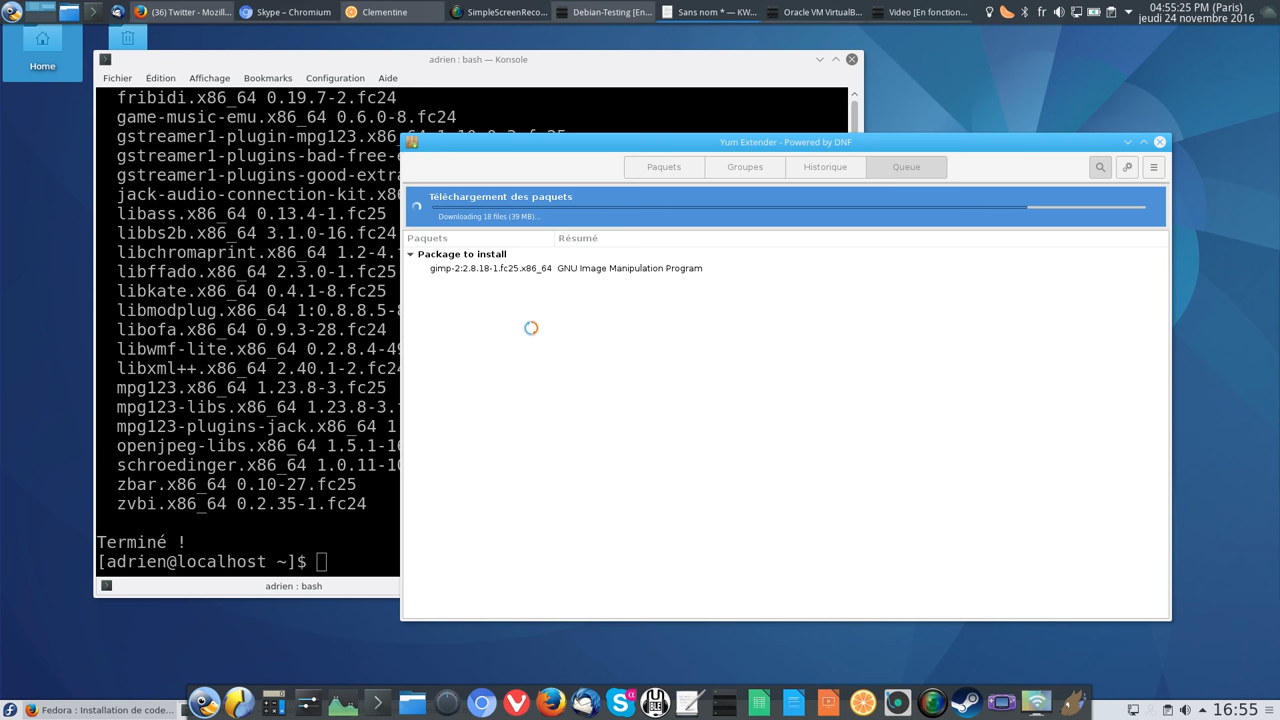 (36) Twitter - Mozill...
Skype – Chromium
Clementine
SimpleScreenReco...
Debian-Testing [En...
Sans nom * — KW...
Oracle VM VirtualB...
Video [En fonction...
fr
04:55:25 PM (Paris)
jeudi 24 novembre 2016
Home
adrien : bash — Konsole
Fichier Édition Affichage Bookmarks Configuration Aide
fribidi.x86_64 0.19.7-2.fc24
game-music-emu.x86_64 0.6.0-8.fc24
gstreamer1-plugin-mpg123.x86_64
gstreamer1-plugins-bad-free-e
gstreamer1-plugins-good-extra
jack-audio-connection-kit.x86
libass.x86_64 0.13.4-1.fc25
libbs2b.x86_64 3.1.0-16.fc24
libchromaprint.x86_64 1.2-4.
libffado.x86_64 2.3.0-1.fc25
libkate.x86_64 0.4.1-8.fc24
libmodplug.x86_64 1:0.8.8.5-8
libofa.x86_64 0.9.3-28.fc24
libwmf-lite.x86_64 0.2.8.4-49
libxml++.x86_64 2.40.1-2.fc24
mpg123.x86_64 1.23.8-3.fc25
mpg123-libs.x86_64 1.23.8-3.f
mpg123-plugins-jack.x86_64 1
openjpeg-libs.x86_64 1.5.1-16
schroedinger.x86_64 1.0.11-10
zbar.x86_64 0.10-27.fc25
zvbi.x86_64 0.2.35-1.fc24
Terminé !
[adrien@localhost ~]$
adrien : bash
Yum Extender - Powered by DNF
Paquets Groupes Historique Queue
Téléchargement des paquets
Downloading 18 files (39 MB)...
Paquets Résumé
Package to install
gimp-2:2.8.18-1.fc25.x86_64 GNU Image Manipulation Program
Fedora : Installation de code...
16:55